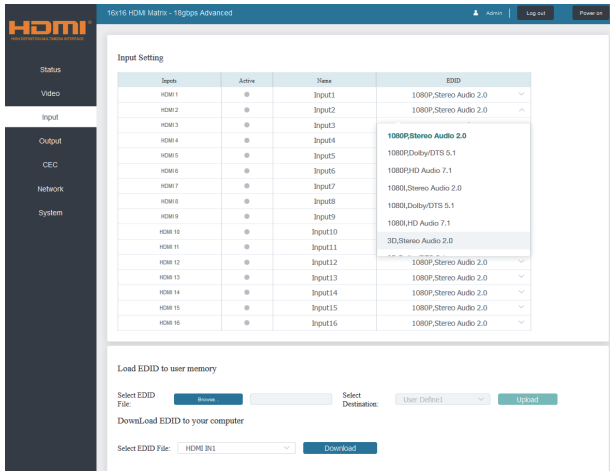 16x16 HDMI Matrix - 18gbps Advanced
Admin
Log out
Power on
HDMI
HIGH DEFINITION MULTIMEDIA INTERFACE
Status
Video
Input
Output
CEC
Network
System
Input Setting
Inputs Active Name EDID
HDMI 1 Input1 1080P,Stereo Audio 2.0
HDMI 2 Input2 1080P,Stereo Audio 2.0
HDMI 3 Input3
HDMI 4 Input4
HDMI 5 Input5
HDMI 6 Input6
HDMI 7 Input7
HDMI 8 Input8
HDMI 9 Input9
HDMI 10 Input10
HDMI 11 Input11
HDMI 12 Input12 1080P,Stereo Audio 2.0
HDMI 13 Input13 1080P,Stereo Audio 2.0
HDMI 14 Input14 1080P,Stereo Audio 2.0
HDMI 15 Input15 1080P,Stereo Audio 2.0
HDMI 16 Input16 1080P,Stereo Audio 2.0
1080P,Stereo Audio 2.0
1080P,Dolby/DTS 5.1
1080P,HD Audio 7.1
1080I,Stereo Audio 2.0
1080I,Dolby/DTS 5.1
1080I,HD Audio 7.1
3D,Stereo Audio 2.0
Load EDID to user memory
Select EDID File:
Browse...
Select Destination:
User Define1
Upload
DownLoad EDID to your computer
Select EDID File: HDMI IN1
Download